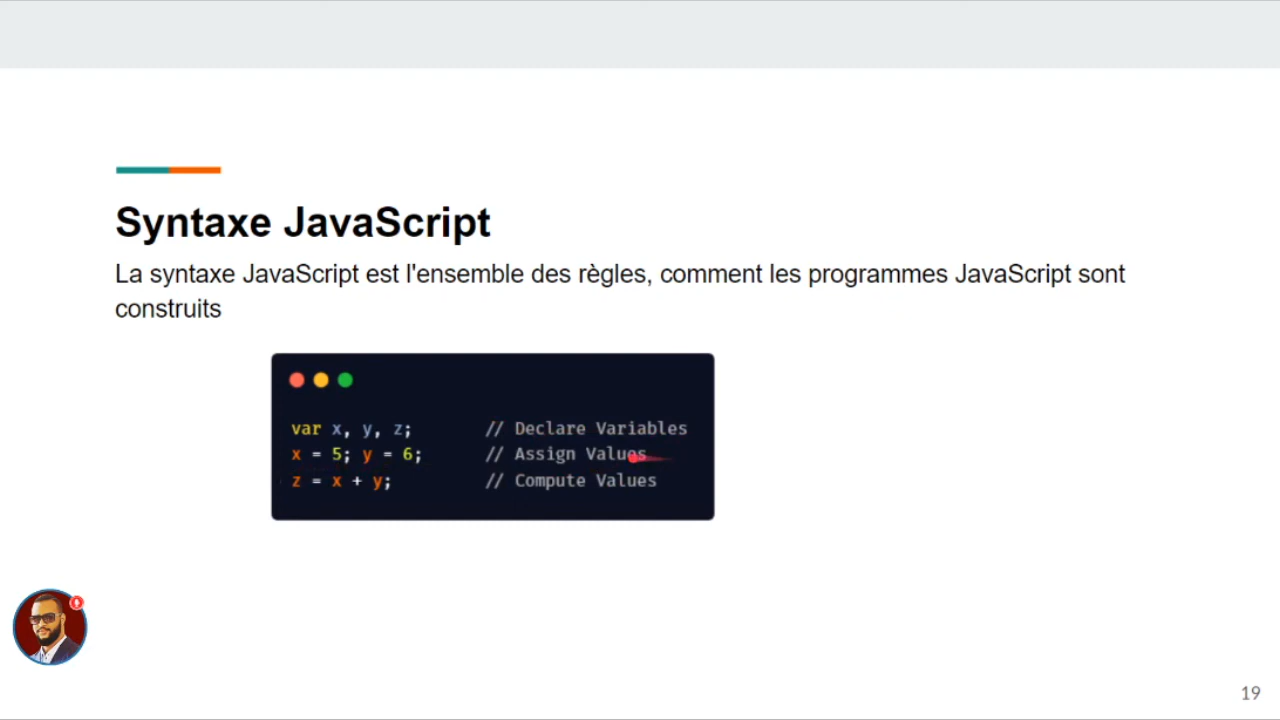 Syntaxe JavaScript
La syntaxe JavaScript est l'ensemble des règles, comment les programmes JavaScript sont
construits
var x, y, z; // Declare Variables
x = 5; y = 6; // Assign Values
z = x + y; // Compute Values
19